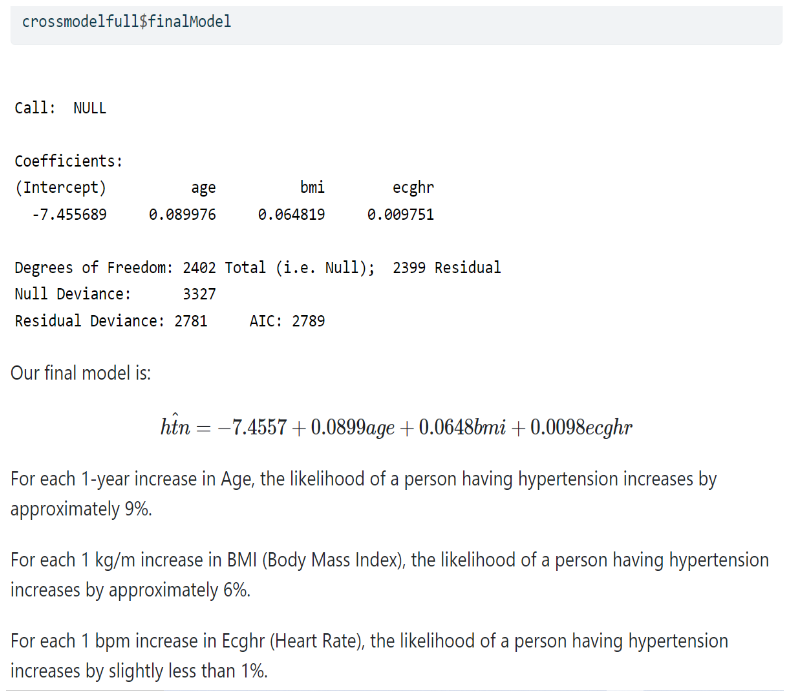 crossmodelfull$finalModel
Call:  NULL
Coefficients:
(Intercept)          age          bmi        ecghr
  -7.455689     0.089976     0.064819     0.009751
Degrees of Freedom: 2402 Total (i.e. Null);  2399 Residual
Null Deviance:      3327
Residual Deviance: 2781     AIC: 2789
Our final model is:
htn̂ = −7.4557 + 0.0899age + 0.0648bmi + 0.0098ecghr
For each 1-year increase in Age, the likelihood of a person having hypertension increases by
approximately 9%.
For each 1 kg/m increase in BMI (Body Mass Index), the likelihood of a person having hypertension
increases by approximately 6%.
For each 1 bpm increase in Ecghr (Heart Rate), the likelihood of a person having hypertension
increases by slightly less than 1%.